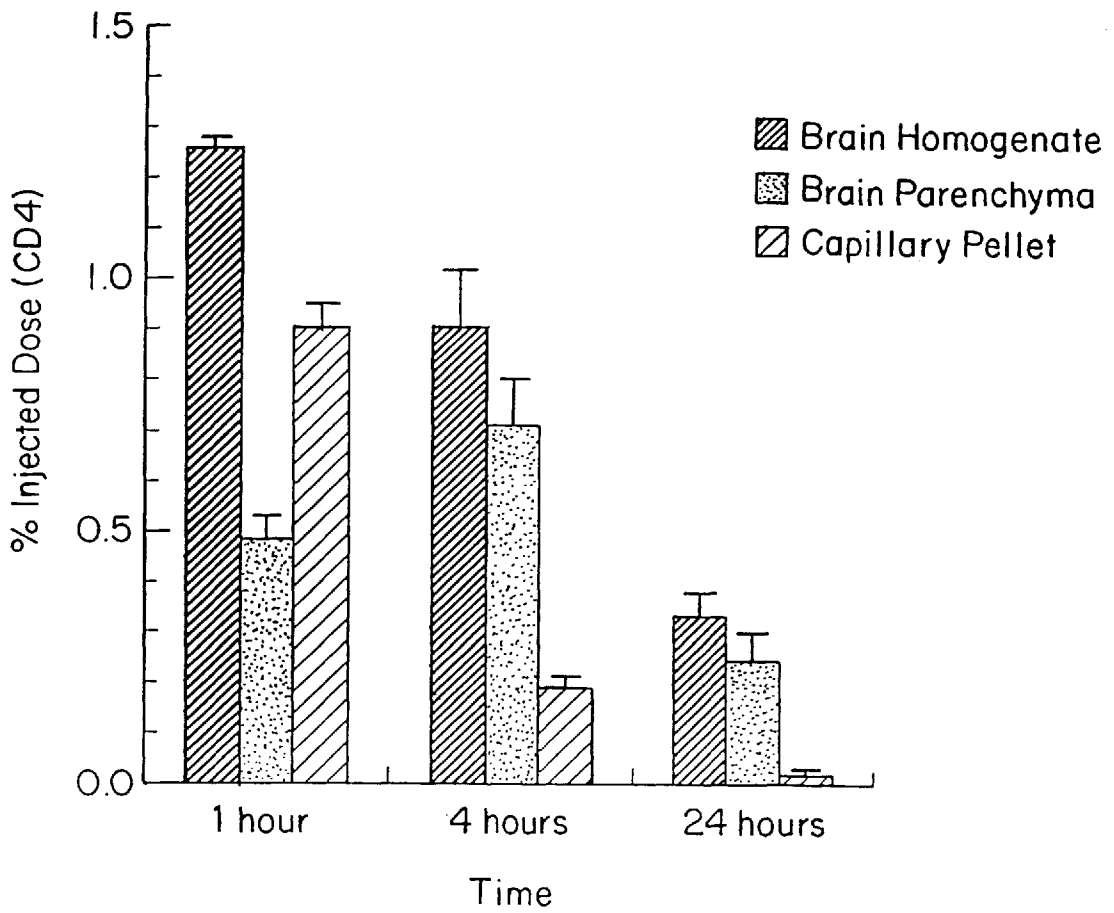 % Injected Dose (CD4)
1.5
1.0
0.5
0.0
Brain Homogenate
Brain Parenchyma
Capillary Pellet
1 hour
4 hours
24 hours
Time